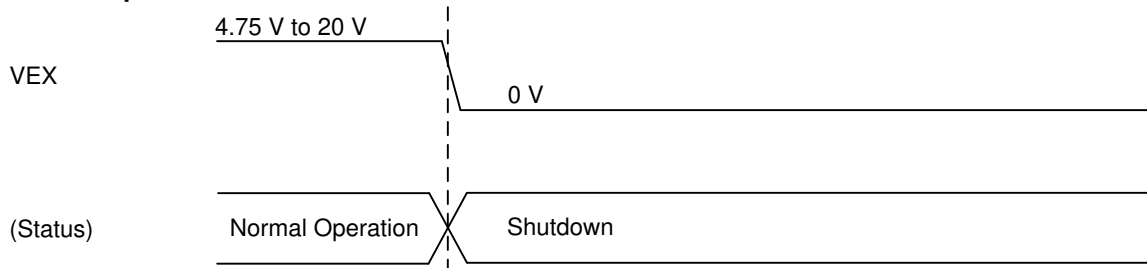 4.75 V to 20 V
VEX
0 V
(Status)
Normal Operation
Shutdown